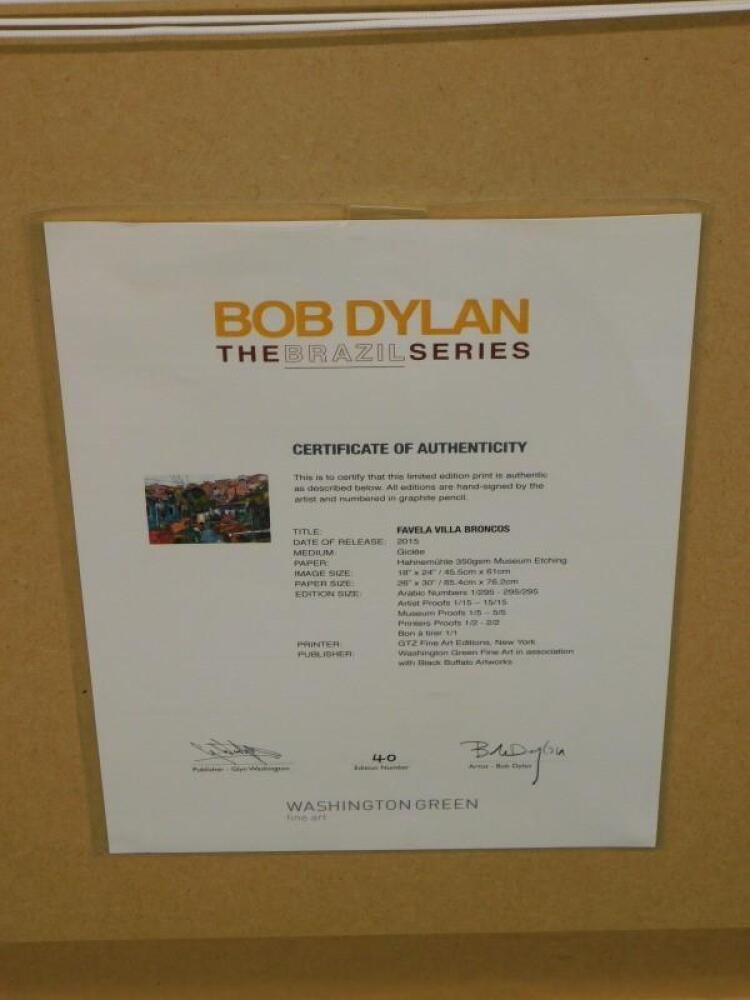 BOB DYLAN
THE BRAZIL SERIES
CERTIFICATE OF AUTHENTICITY
This is to certify that this limited edition print is authentic
as described below. All editions are hand-signed by the
artist and numbered in graphite pencil.
TITLE: FAVELA VILLA BRONCOS
DATE OF RELEASE: 2015
MEDIUM: Giclée
PAPER: Hahnemühle 350gsm Museum Etching
IMAGE SIZE: 18" x 24" / 45.5cm x 61cm
PAPER SIZE: 26" x 30" / 65.4cm x 76.2cm
EDITION SIZE: Arabic Numbers 1/295 - 295/295
Artist Proofs 1/15 – 15/15
Museum Proofs 1/5 – 5/5
Printers Proofs 1/2 - 2/2
Bon à tirer 1/1
PRINTER: GTZ Fine Art Editions, New York
PUBLISHER: Washington Green Fine Art in association
with Black Buffalo Artworks
40
Bob Dylan
Publisher - Glyn Washington
Edition Number
Artist - Bob Dylan
WASHINGTON GREEN
fine art